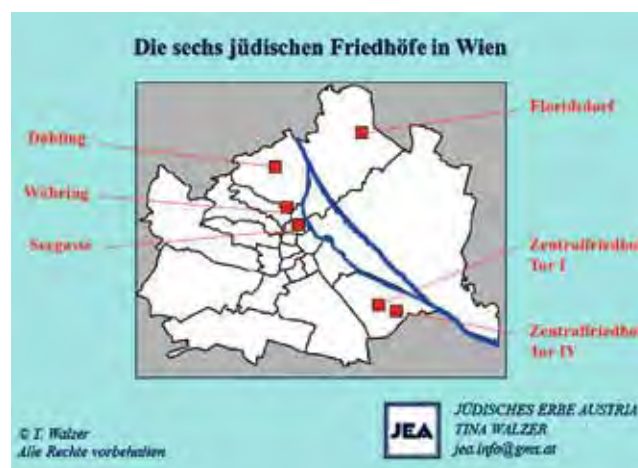 Die sechs jüdischen Friedhöfe in Wien
Floridsdorf
Döbling
Währing
Seegasse
Zentralfriedho
Tor I
Zentralfriedho
Tor IV
© T. Walzer
Alle Rechte vorbehalten
JEA
JÜDISCHES ERBE AUSTRIA
TINA WALZER
jea.info@gmx.at